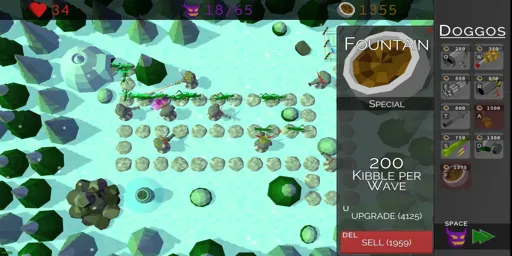 34
18/65
1355
DOGGOS
FOUNTAIN
SPECIAL
200
KIBBLE PER
WAVE
U
UPGRADE (4125)
DEL
SELL (1959)
SPACE